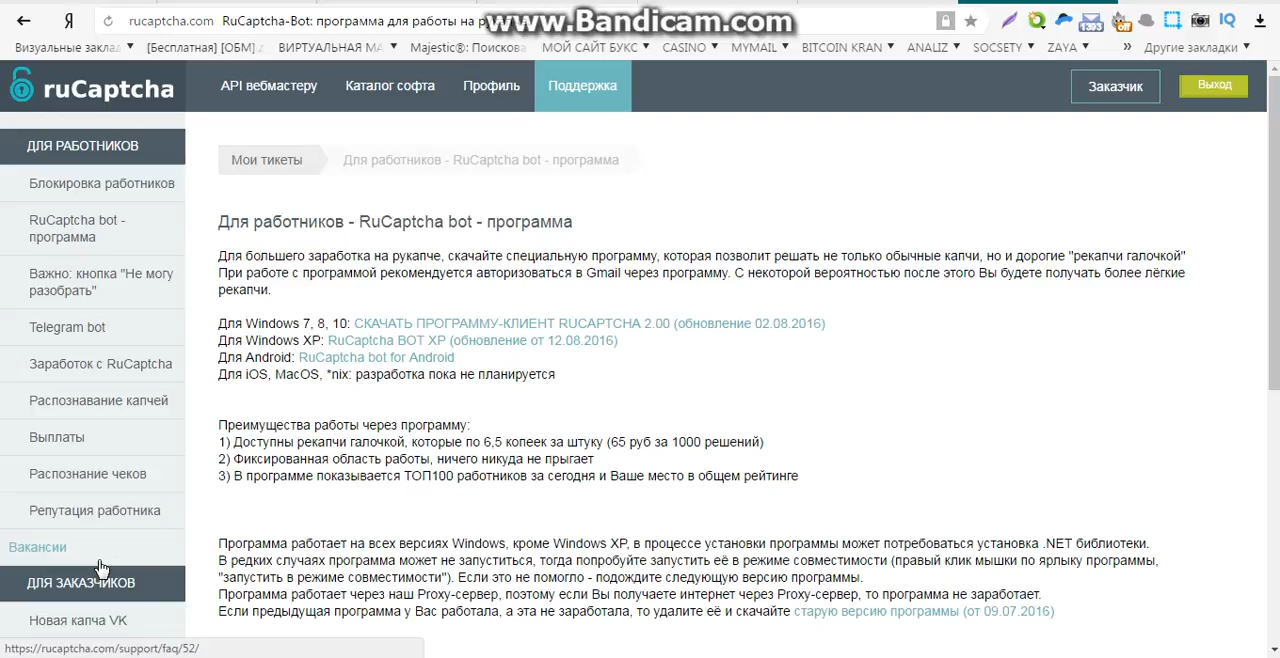 rucaptcha.com RuCaptcha-Bot: программа для работы на
www.Bandicam.com
Визуальные заклад [Бесплатная] [ОБМ] ВИРТУАЛЬНАЯ МА Majestic®: Поискова МОЙ САЙТ БУКС CASINO MYMAIL BITCOIN KRAN ANALIZ SOCSETY ZAYA » Другие закладки
ruCaptcha API вебмастеру Каталог софта Профиль Поддержка Заказчик Выход
ДЛЯ РАБОТНИКОВ
Блокировка работников
RuCaptcha bot -
программа
Важно: кнопка "Не могу
разобрать"
Telegram bot
Заработок с RuCaptcha
Распознавание капчей
Выплаты
Распознание чеков
Репутация работника
Вакансии
ДЛЯ ЗАКАЗЧИКОВ
Новая капча VK
Мои тикеты Для работников - RuCaptcha bot - программа
Для работников - RuCaptcha bot - программа
Для большего заработка на рукапче, скачайте специальную программу, которая позволит решать не только обычные капчи, но и дорогие "рекапчи галочкой"
При работе с программой рекомендуется авторизоваться в Gmail через программу. С некоторой вероятностью после этого Вы будете получать более лёгкие
рекапчи.
Для Windows 7, 8, 10: СКАЧАТЬ ПРОГРАММУ-КЛИЕНТ RUCAPTCHA 2.00 (обновление 02.08.2016)
Для Windows XP: RuCaptcha BOT XP (обновление от 12.08.2016)
Для Android: RuCaptcha bot for Android
Для iOS, MacOS, *nix: разработка пока не планируется
Преимущества работы через программу:
1) Доступны рекапчи галочкой, которые по 6,5 копеек за штуку (65 руб за 1000 решений)
2) Фиксированная область работы, ничего никуда не прыгает
3) В программе показывается ТОП100 работников за сегодня и Ваше место в общем рейтинге
Программа работает на всех версиях Windows, кроме Windows XP, в процессе установки программы может потребоваться установка .NET библиотеки.
В редких случаях программа может не запуститься, тогда попробуйте запустить её в режиме совместимости (правый клик мышки по ярлыку программы,
"запустить в режиме совместимости"). Если это не помогло - подождите следующую версию программы.
Программа работает через наш Proxy-сервер, поэтому если Вы получаете интернет через Proxy-сервер, то программа не заработает.
Если предыдущая программа у Вас работала, а эта не заработала, то удалите её и скачайте старую версию программы (от 09.07.2016)
https://rucaptcha.com/support/faq/52/